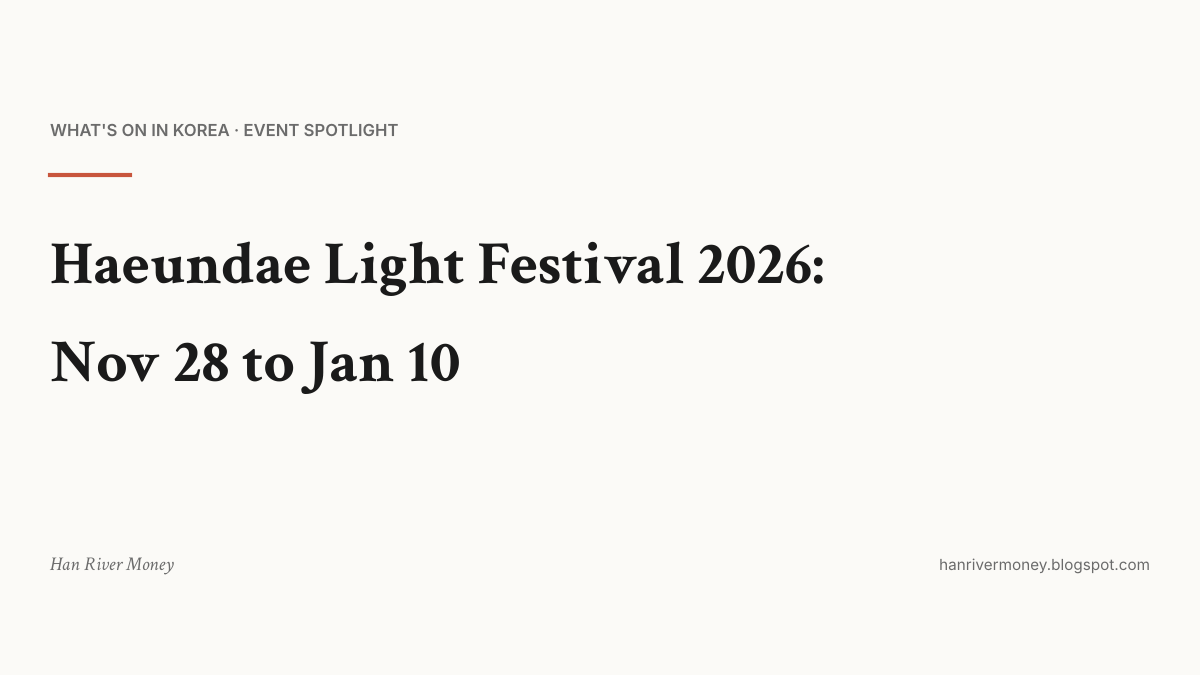 WHAT'S ON IN KOREA · EVENT SPOTLIGHT
Haeundae Light Festival 2026:
Nov 28 to Jan 10
Han River Money
hanrivermoney.blogspot.com